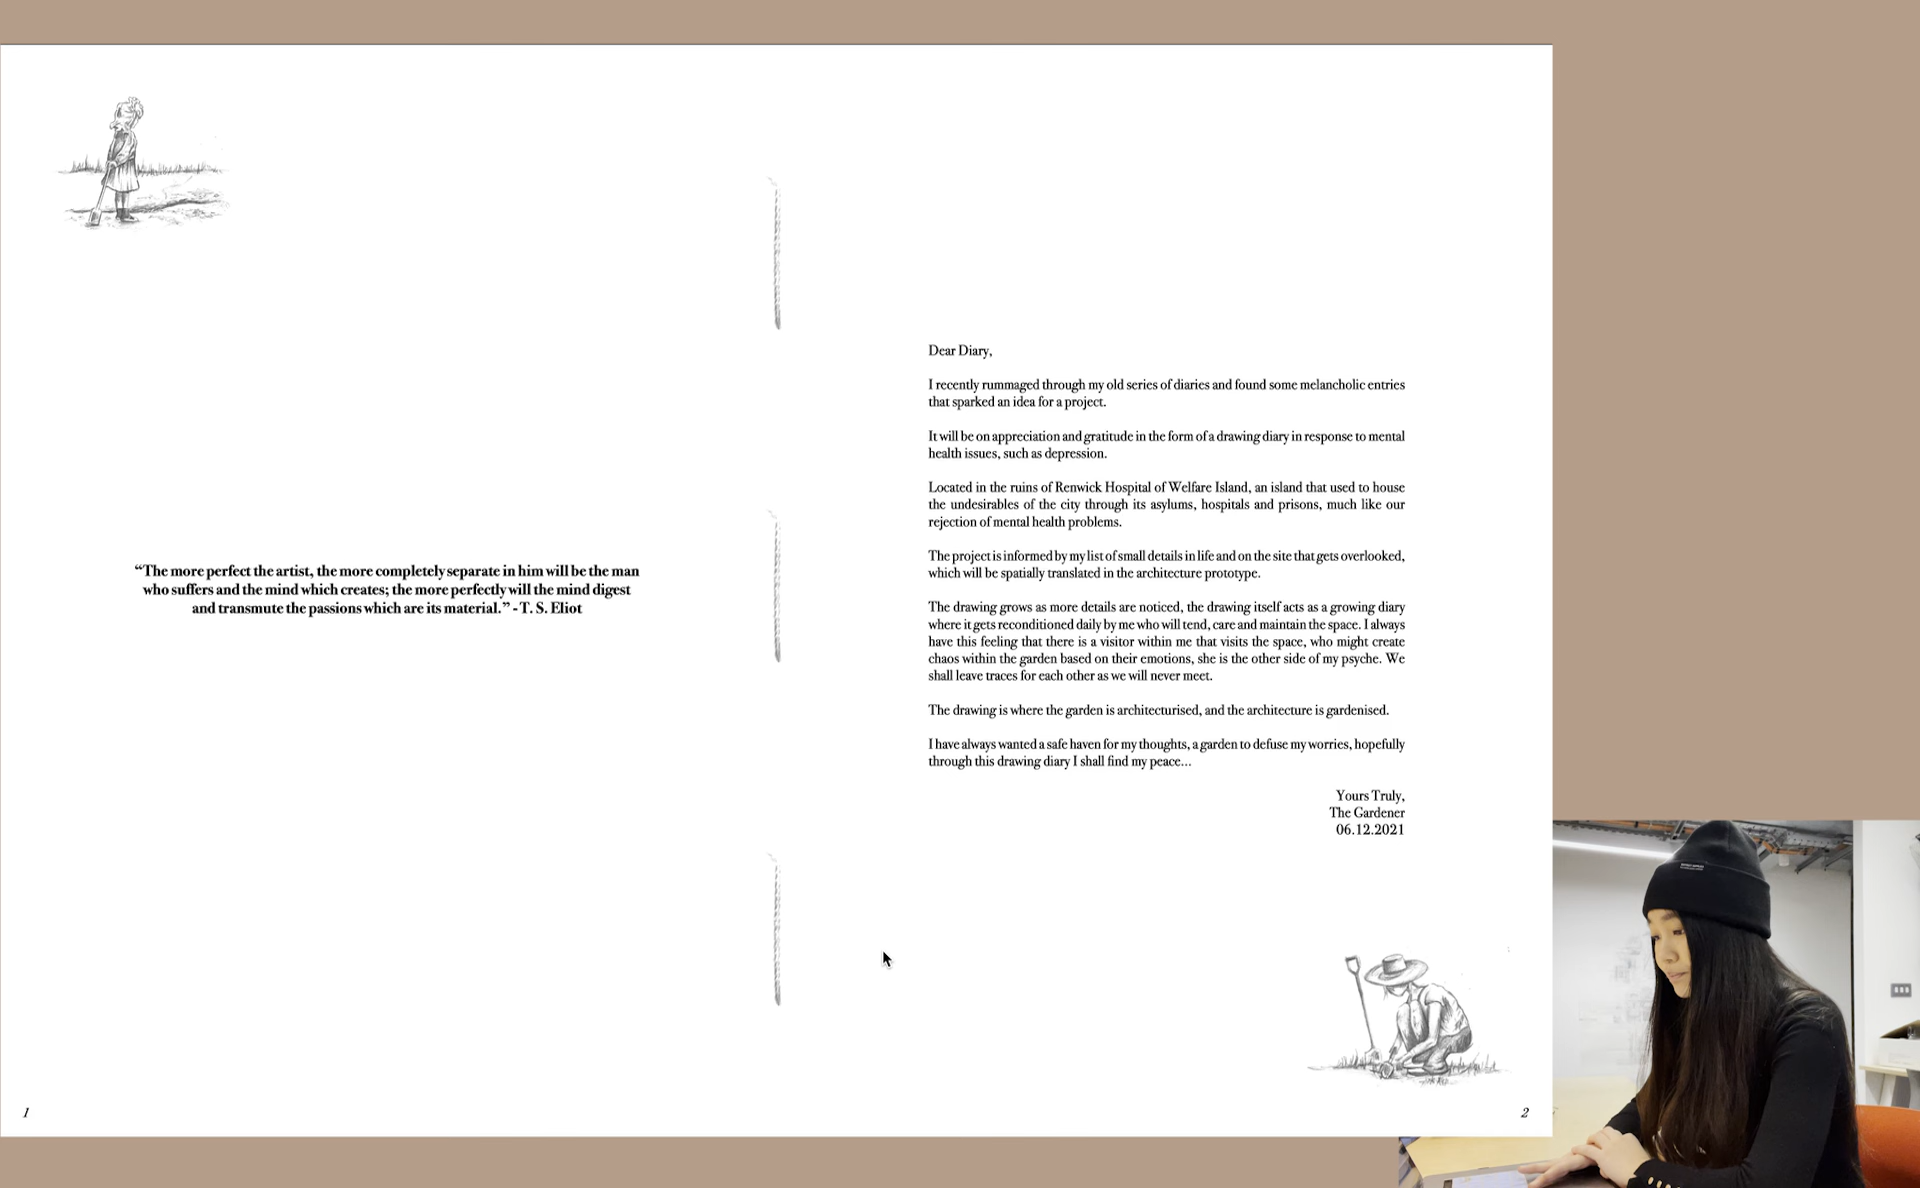 “The more perfect the artist, the more completely separate in him will be the man
who suffers and the mind which creates; the more perfectly will the mind digest
and transmute the passions which are its material.” - T. S. Eliot
1
Dear Diary,
I recently rummaged through my old series of diaries and found some melancholic entries
that sparked an idea for a project.
It will be on appreciation and gratitude in the form of a drawing diary in response to mental
health issues, such as depression.
Located in the ruins of Renwick Hospital of Welfare Island, an island that used to house
the undesirables of the city through its asylums, hospitals and prisons, much like our
rejection of mental health problems.
The project is informed by my list of small details in life and on the site that gets overlooked,
which will be spatially translated in the architecture prototype.
The drawing grows as more details are noticed, the drawing itself acts as a growing diary
where it gets reconditioned daily by me who will tend, care and maintain the space. I always
have this feeling that there is a visitor within me that visits the space, who might create
chaos within the garden based on their emotions, she is the other side of my psyche. We
shall leave traces for each other as we will never meet.
The drawing is where the garden is architecturised, and the architecture is gardenised.
I have always wanted a safe haven for my thoughts, a garden to defuse my worries, hopefully
through this drawing diary I shall find my peace...
Yours Truly,
The Gardener
06.12.2021
2